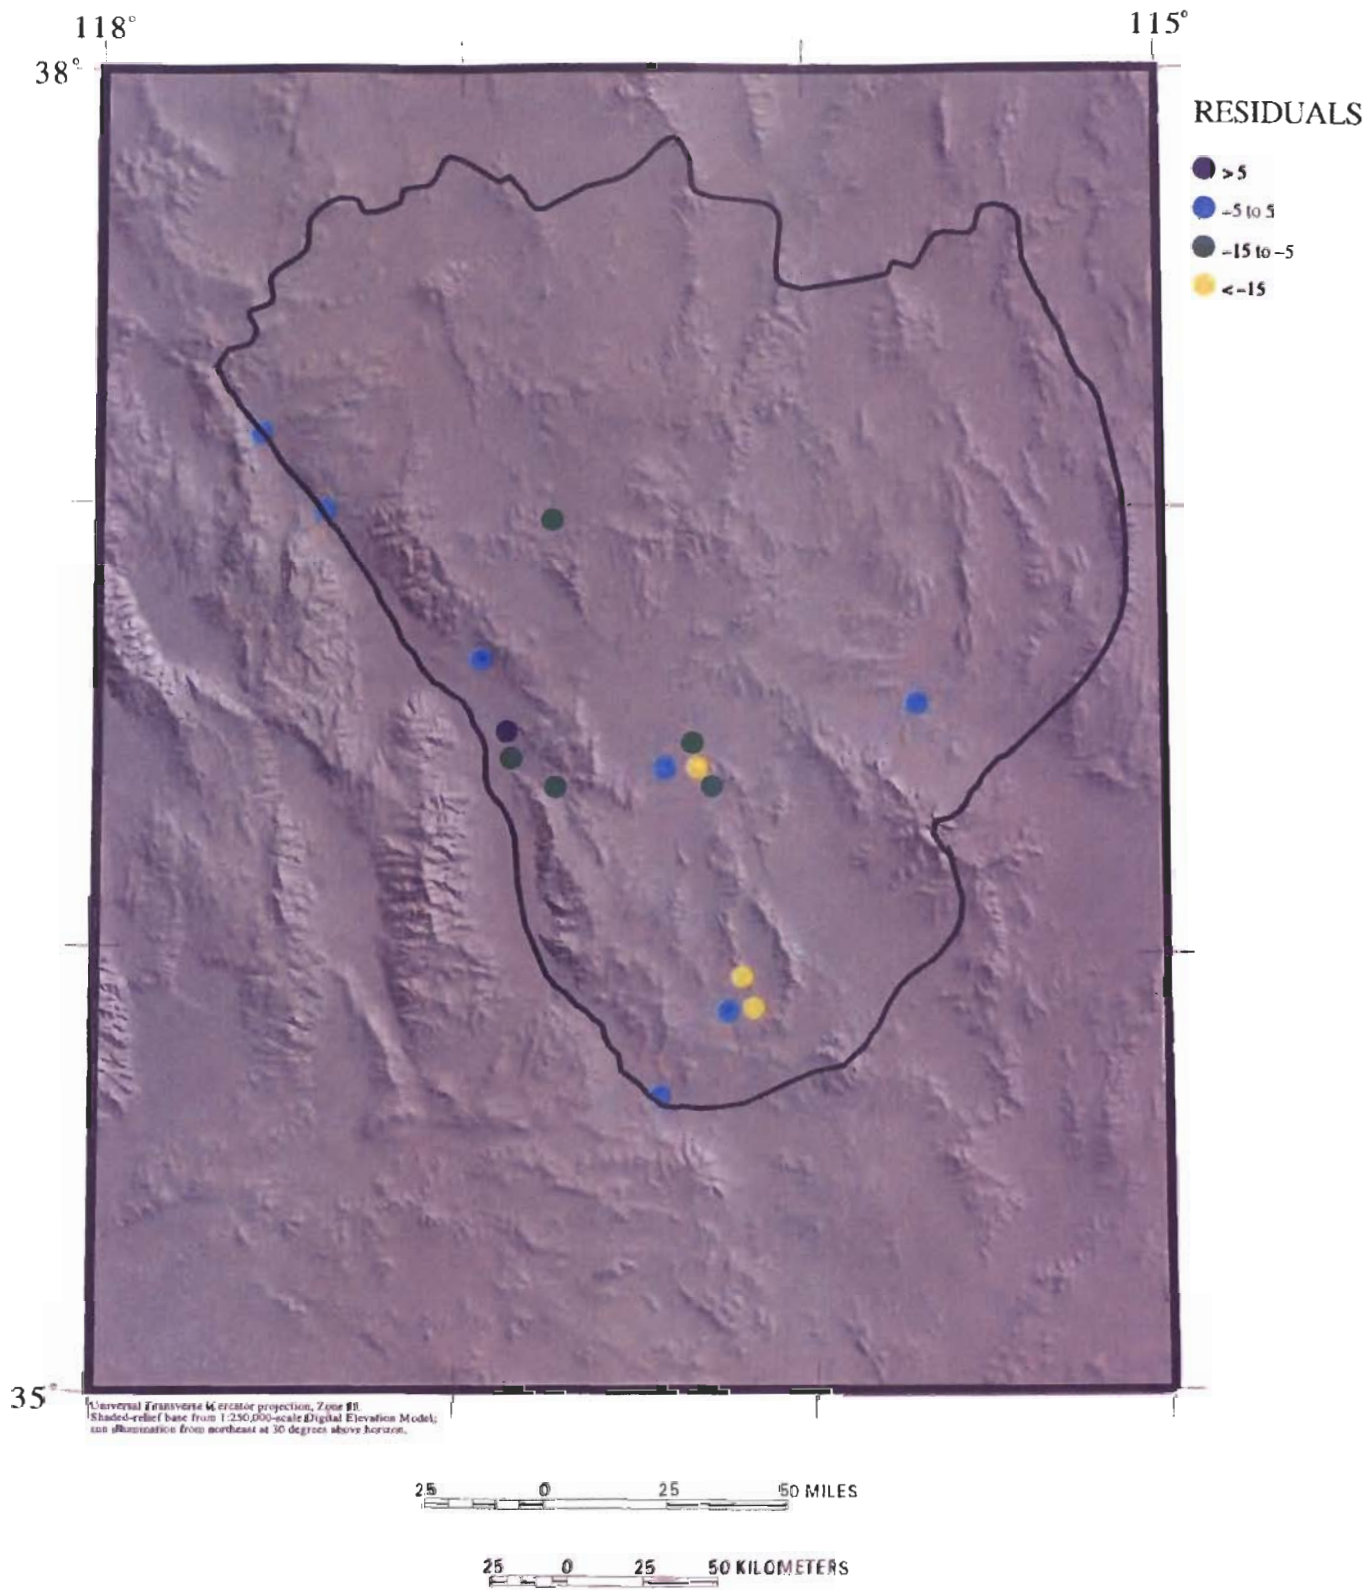 118°
115°
38°
RESIDUALS
> 5
-5 to 5
-15 to -5
< -15
35°
Universal Transverse Mercator projection, Zone
Shaded-relief base from 1:250,000-scale Digital Elevation Model;
sun illumination from northeast at 30 degrees above horizon.
25 0 25 50 MILES
25 0 25 50 KILOMETERS